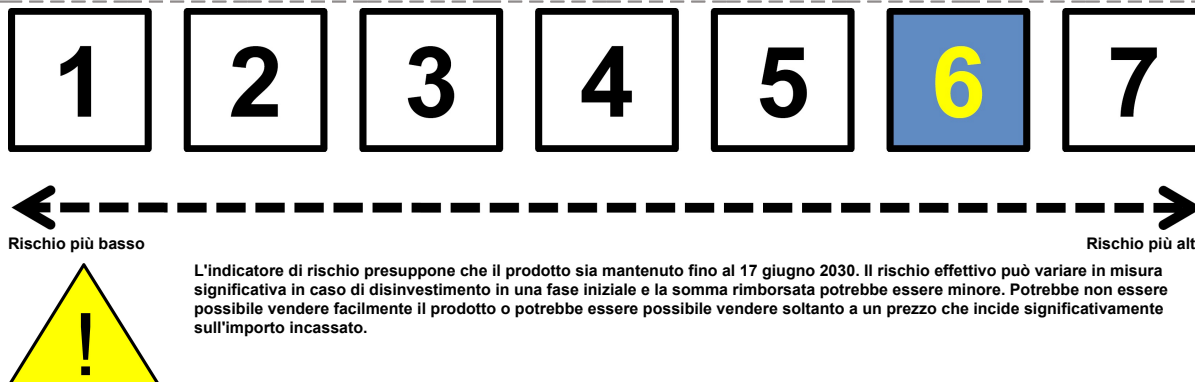 1 2 3 4 5 6 7
Rischio più basso Rischio più alt
L'indicatore di rischio presuppone che il prodotto sia mantenuto fino al 17 giugno 2030. Il rischio effettivo può variare in misura
significativa in caso di disinvestimento in una fase iniziale e la somma rimborsata potrebbe essere minore. Potrebbe non essere
possibile vendere facilmente il prodotto o potrebbe essere possibile vendere soltanto a un prezzo che incide significativamente
sull'importo incassato.
!